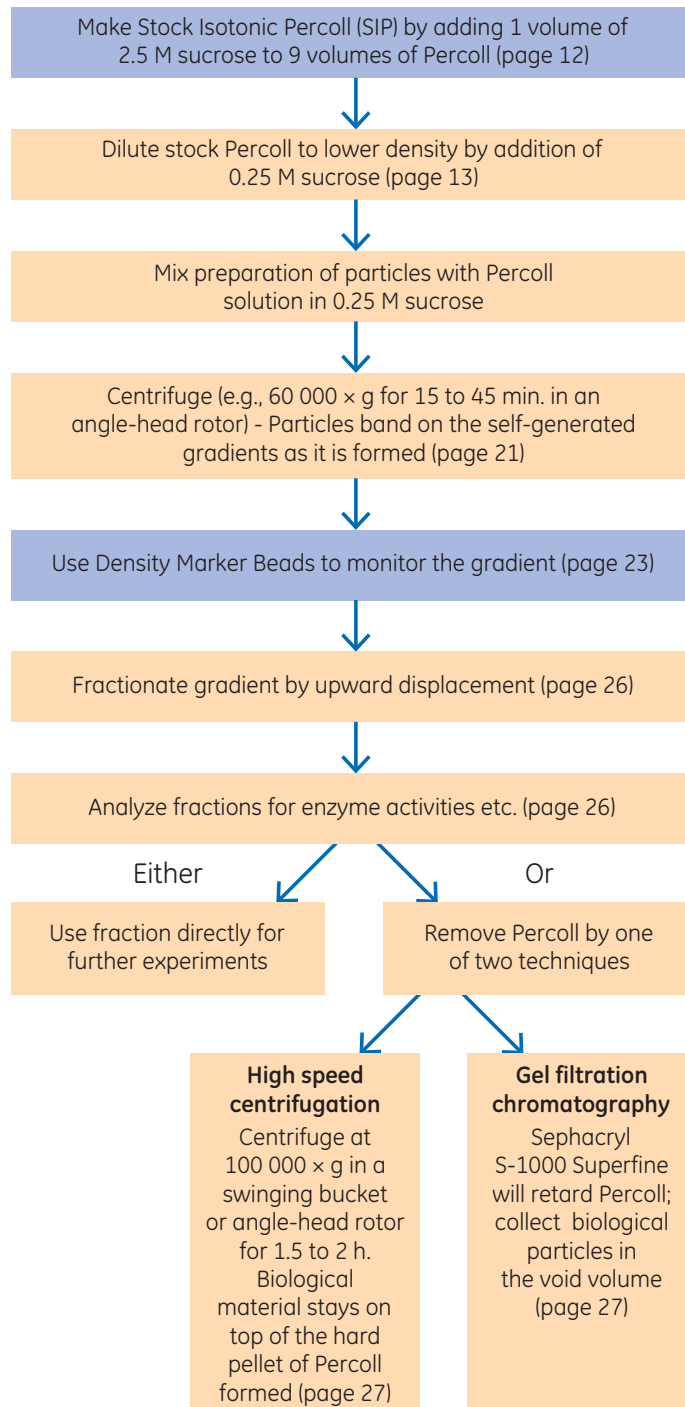 Make Stock Isotonic Percoll (SIP) by adding 1 volume of
2.5 M sucrose to 9 volumes of Percoll (page 12)
Dilute stock Percoll to lower density by addition of
0.25 M sucrose (page 13)
Mix preparation of particles with Percoll
solution in 0.25 M sucrose
Centrifuge (e.g., 60 000 × g for 15 to 45 min. in an
angle-head rotor) - Particles band on the self-generated
gradients as it is formed (page 21)
Use Density Marker Beads to monitor the gradient (page 23)
Fractionate gradient by upward displacement (page 26)
Analyze fractions for enzyme activities etc. (page 26)
Either
Or
Use fraction directly for
further experiments
Remove Percoll by one
of two techniques
High speed
centrifugation
Centrifuge at
100 000 × g in a
swinging bucket
or angle-head rotor
for 1.5 to 2 h.
Biological
material stays on
top of the hard
pellet of Percoll
formed (page 27)
Gel filtration
chromatography
Sephacryl
S-1000 Superfine
will retard Percoll;
collect biological
particles in
the void volume
(page 27)